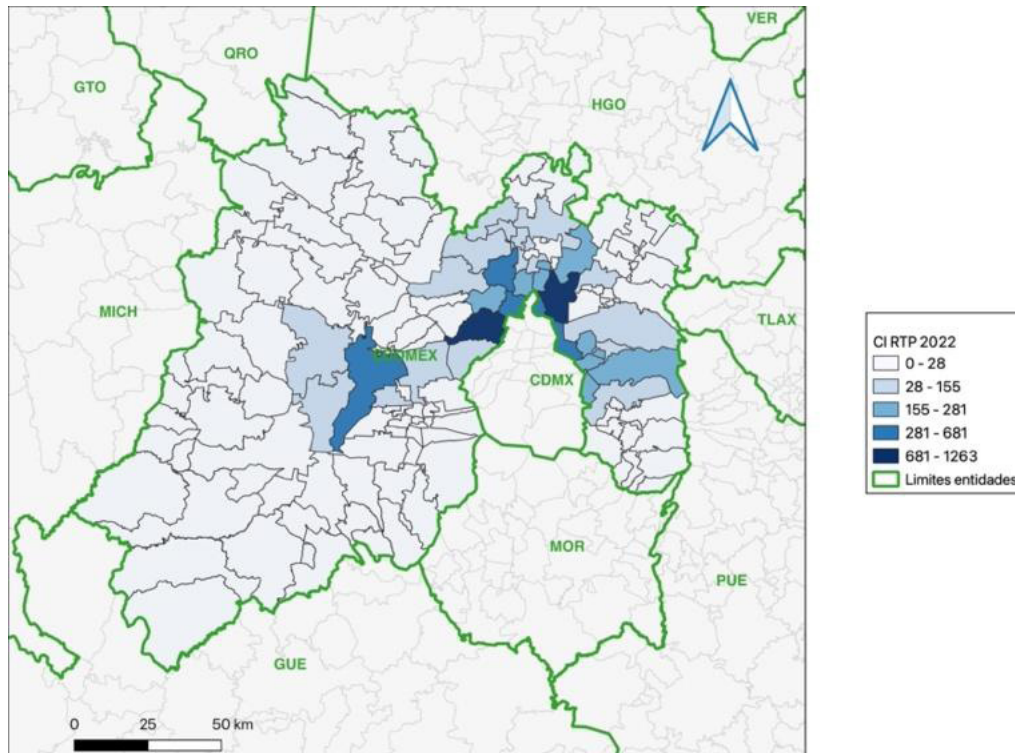 VER
QRO
GTO
HGO
MICH
TLAX
EDOMEX
CDMX
MOR
PUE
GUE
0 25 50 km
CI RTP 2022
0 - 28
28 - 155
155 - 281
281 - 681
681 - 1263
Limites entidades